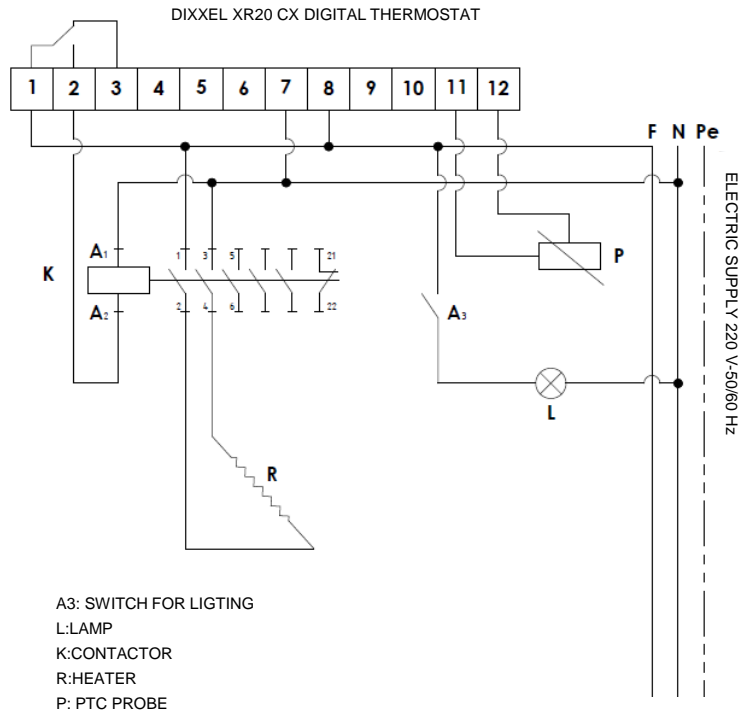 DIXXEL XR20 CX DIGITAL THERMOSTAT
1 2 3 4 5 6 7 8 9 10 11 12
F N Pe
ELECTRIC SUPPLY 220 V-50/60 Hz
A1
1 3 5 21
K
P
A2
2 4 6 22
A3
L
R
A3: SWITCH FOR LIGTING
L:LAMP
K:CONTACTOR
R:HEATER
P: PTC PROBE